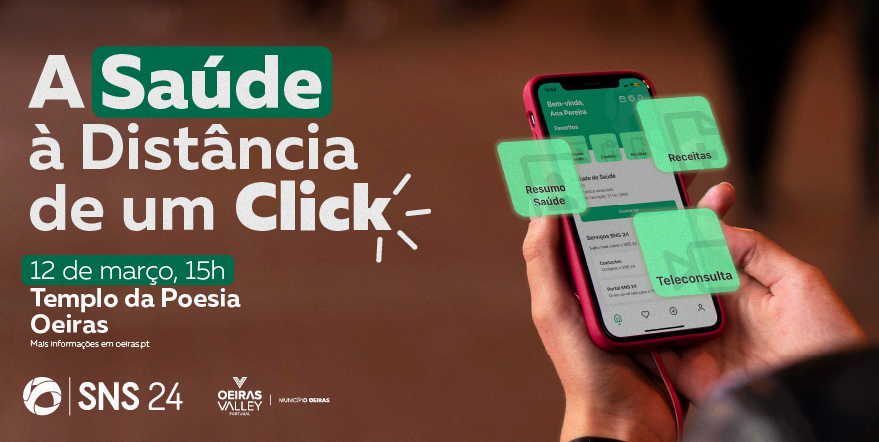 A Saúde
à Distância
de um Click
12 de março, 15h
Templo da Poesia
Oeiras
Mais informações em oeiras.pt
SNS 24
OEIRAS
VALLEY
PORTUGAL
MUNICÍPIO OEIRAS
Bem-vinda,
Ana Pereira
Favoritos
Receitas
Resumo
Saúde
Teleconsulta
Serviços SNS 24
Contactos
Portal SNS 24